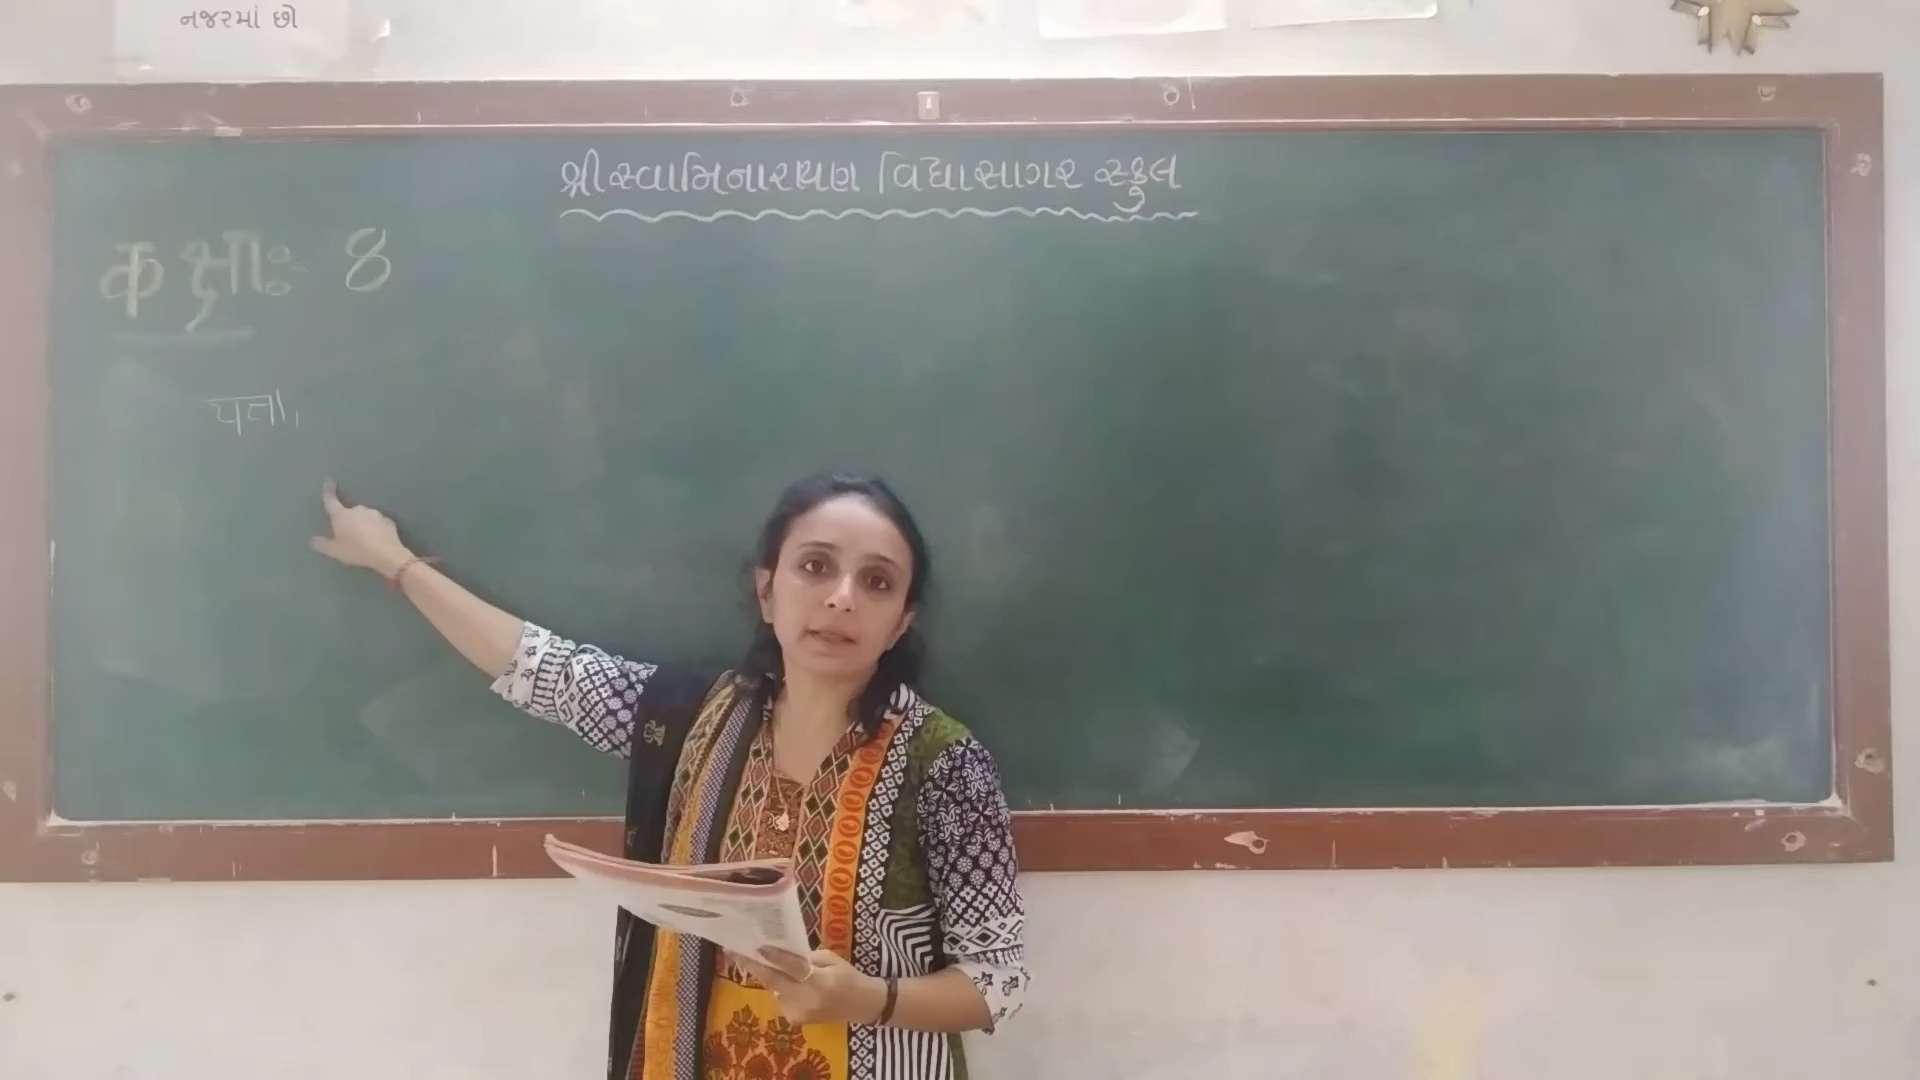 નજરમાં છો
શ્રી સ્વામિનારાયણ વિદ્યાસાગર સ્કુલ
कक्षाः 8
पता,